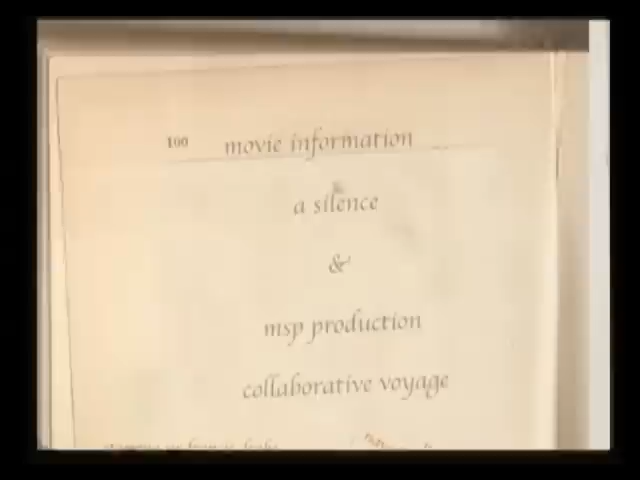 100 movie information
a silence
&
msp production
collaborative voyage